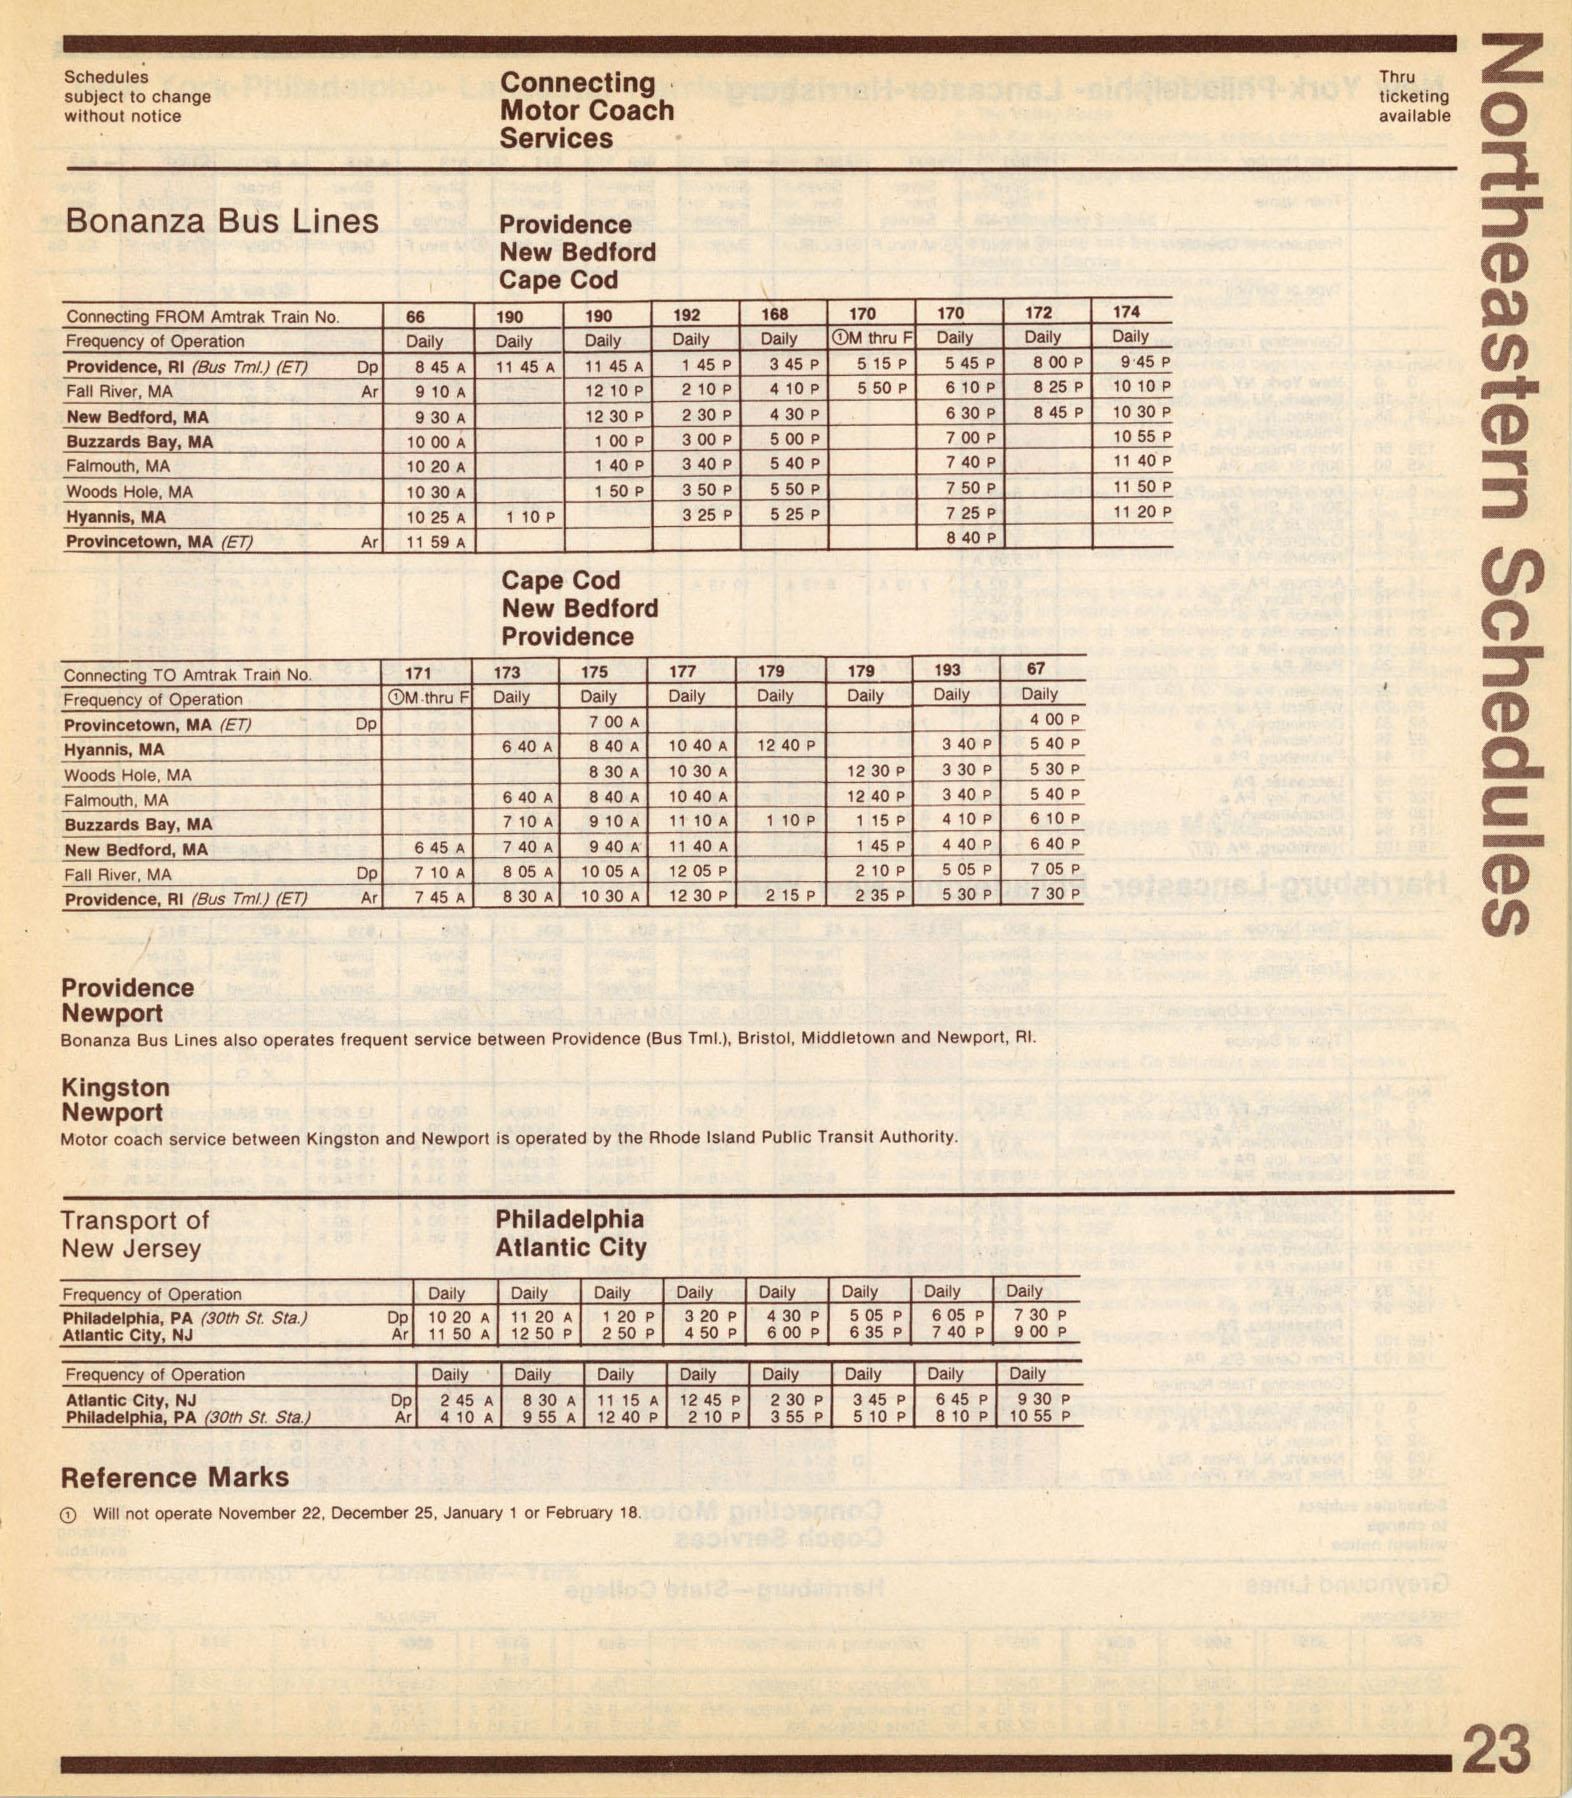 Schedules
subject to change
without notice
Connecting
Motor Coach
Services
Thru
ticketing
available
Northeastern Schedules
Bonanza Bus Lines
Providence
New Bedford
Cape Cod
Connecting FROM Amtrak Train No. 66 190 190 192 168 170 170 172 174
Frequency of Operation Daily Daily Daily Daily Daily ①M thru F Daily Daily Daily
Providence, RI (Bus Tml.) (ET) Dp 8 45 A 11 45 A 11 45 A 1 45 P 3 45 P 5 15 P 5 45 P 8 00 P 9 45 P
Fall River, MA Ar 9 10 A 12 10 P 2 10 P 4 10 P 5 50 P 6 10 P 8 25 P 10 10 P
New Bedford, MA 9 30 A 12 30 P 2 30 P 4 30 P 6 30 P 8 45 P 10 30 P
Buzzards Bay, MA 10 00 A 1 00 P 3 00 P 5 00 P 7 00 P 10 55 P
Falmouth, MA 10 20 A 1 40 P 3 40 P 5 40 P 7 40 P 11 40 P
Woods Hole, MA 10 30 A 1 50 P 3 50 P 5 50 P 7 50 P 11 50 P
Hyannis, MA 10 25 A 1 10 P 3 25 P 5 25 P 7 25 P 11 20 P
Provincetown, MA (ET) Ar 11 59 A 8 40 P
Cape Cod
New Bedford
Providence
Connecting TO Amtrak Train No. 171 173 175 177 179 179 193 67
Frequency of Operation ①M thru F Daily Daily Daily Daily Daily Daily Daily
Provincetown, MA (ET) Dp 7 00 A 4 00 P
Hyannis, MA 6 40 A 8 40 A 10 40 A 12 40 P 3 40 P 5 40 P
Woods Hole, MA 8 30 A 10 30 A 12 30 P 3 30 P 5 30 P
Falmouth, MA 6 40 A 8 40 A 10 40 A 12 40 P 3 40 P 5 40 P
Buzzards Bay, MA 7 10 A 9 10 A 11 10 A 1 10 P 1 15 P 4 10 P 6 10 P
New Bedford, MA 6 45 A 7 40 A 9 40 A 11 40 A 1 45 P 4 40 P 6 40 P
Fall River, MA Dp 7 10 A 8 05 A 10 05 A 12 05 P 2 10 P 5 05 P 7 05 P
Providence, RI (Bus Tml.) (ET) Ar 7 45 A 8 30 A 10 30 A 12 30 P 2 15 P 2 35 P 5 30 P 7 30 P
Providence
Newport
Bonanza Bus Lines also operates frequent service between Providence (Bus Tml.), Bristol, Middletown and Newport, RI.
Kingston
Newport
Motor coach service between Kingston and Newport is operated by the Rhode Island Public Transit Authority.
Transport of
New Jersey
Philadelphia
Atlantic City
Frequency of Operation Daily Daily Daily Daily Daily Daily Daily Daily
Philadelphia, PA (30th St. Sta.) Dp 10 20 A 11 20 A 1 20 P 3 20 P 4 30 P 5 05 P 6 05 P 7 30 P
Atlantic City, NJ Ar 11 50 A 12 50 P 2 50 P 4 50 P 6 00 P 6 35 P 7 40 P 9 00 P
Frequency of Operation Daily Daily Daily Daily Daily Daily Daily Daily
Atlantic City, NJ Dp 2 45 A 8 30 A 11 15 A 12 45 P 2 30 P 3 45 P 6 45 P 9 30 P
Philadelphia, PA (30th St. Sta.) Ar 4 10 A 9 55 A 12 40 P 2 10 P 3 55 P 5 10 P 8 10 P 10 55 P
Reference Marks
① Will not operate November 22, December 25, January 1 or February 18.
23